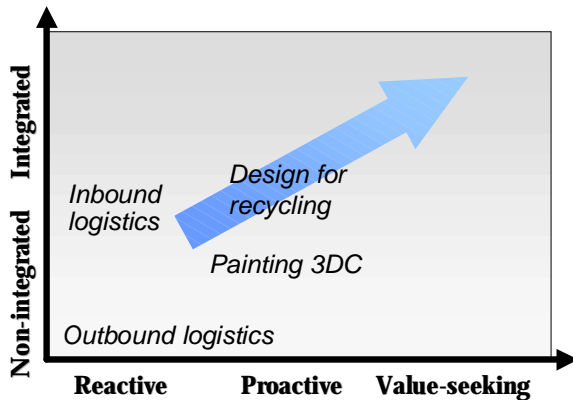 Integrated
Non-integrated
Design for
recycling
Inbound
logistics
Painting 3DC
Outbound logistics
Reactive
Proactive
Value-seeking